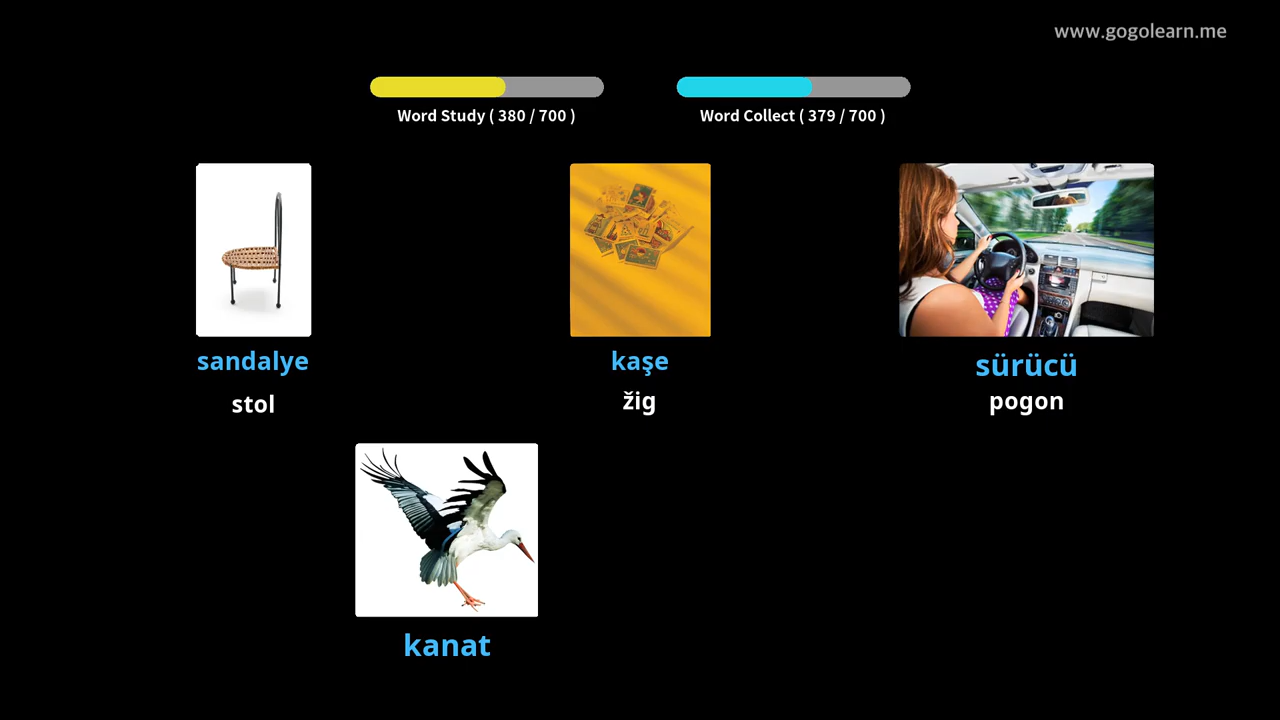 www.gogolearn.me
Word Study ( 380 / 700 )
Word Collect ( 379 / 700 )
sandalye
kaşe
sürücü
stol
žig
pogon
kanat